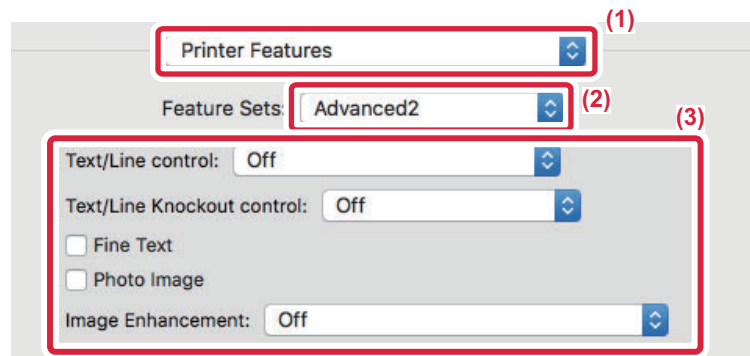 (1)
Printer Features
Feature Sets: Advanced2 (2)
(3)
Text/Line control: Off
Text/Line Knockout control: Off
Fine Text
Photo Image
Image Enhancement: Off